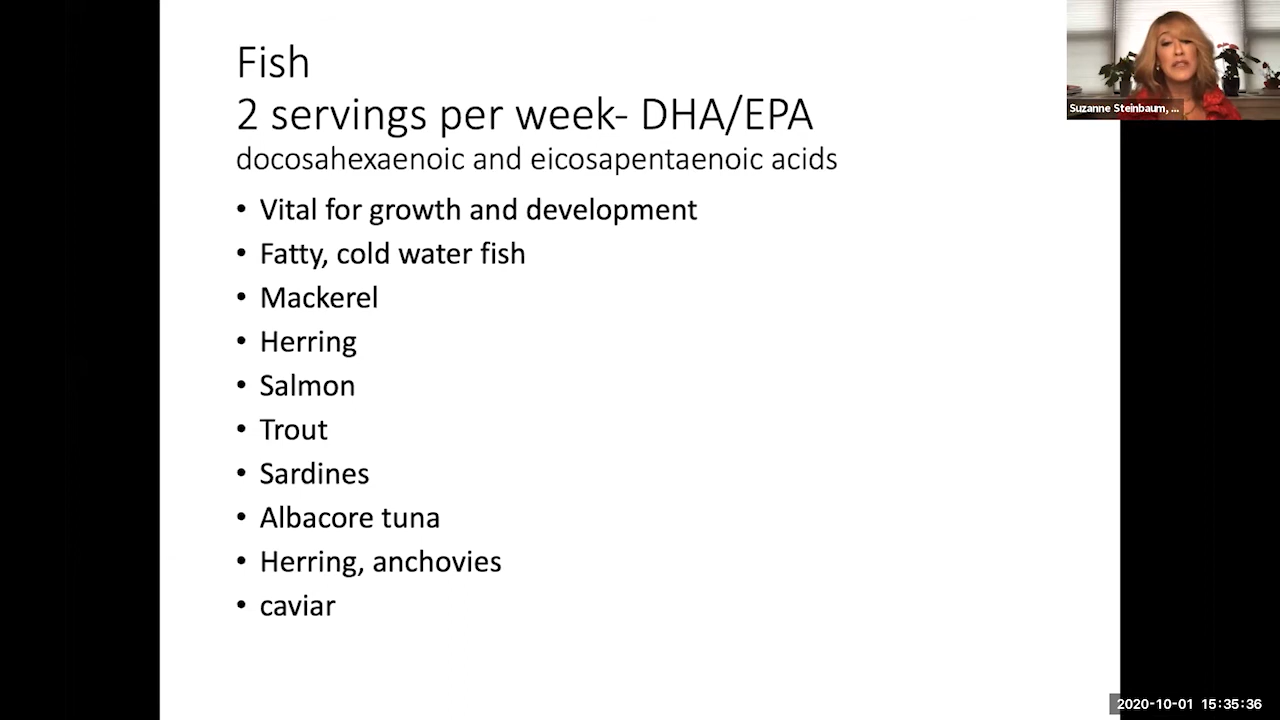 Fish
2 servings per week- DHA/EPA
docosahexaenoic and eicosapentaenoic acids
• Vital for growth and development
• Fatty, cold water fish
• Mackerel
• Herring
• Salmon
• Trout
• Sardines
• Albacore tuna
• Herring, anchovies
• caviar
Suzanne Steinbaum, ...
2020-10-01 15:35:36